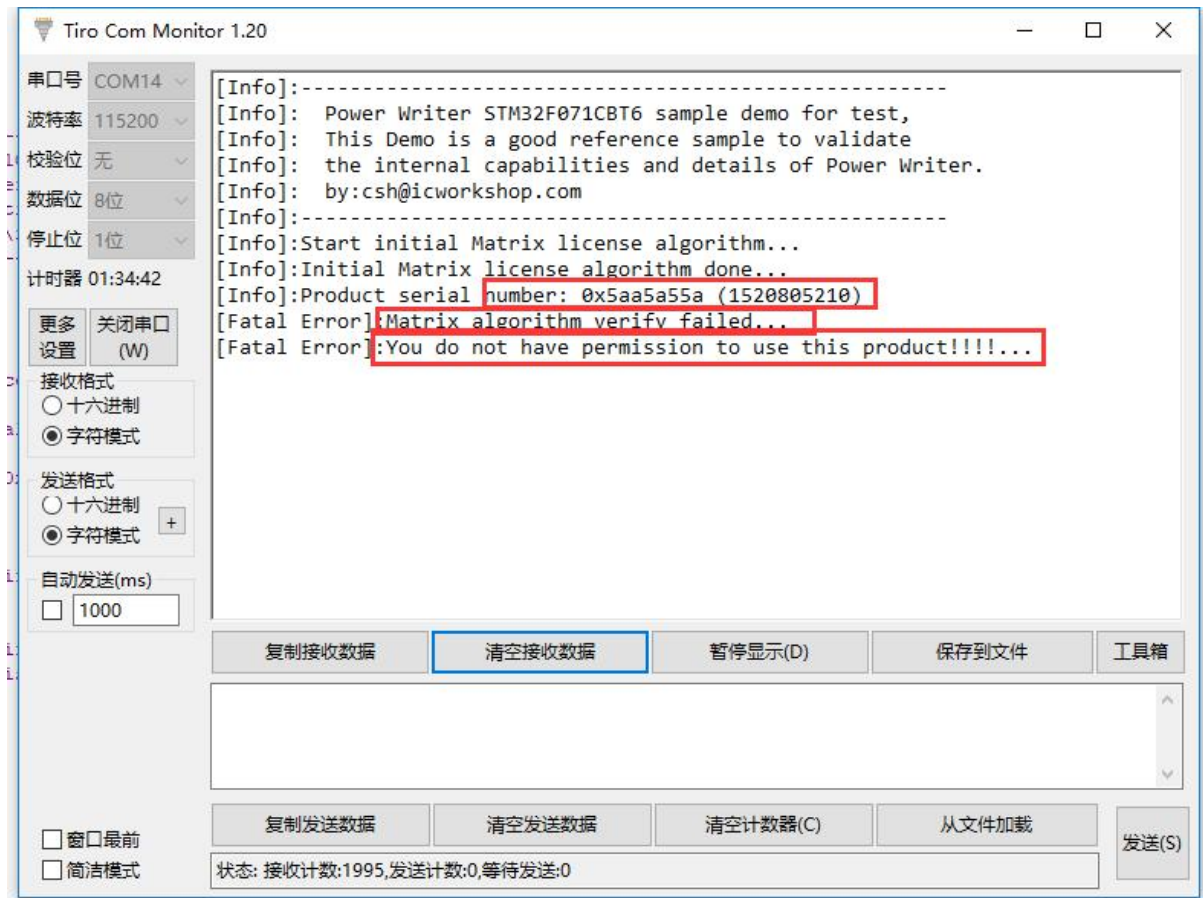 Tiro Com Monitor 1.20
串口号 COM14
波特率 115200
校验位 无
数据位 8位
停止位 1位
计时器 01:34:42
更多设置
关闭串口(W)
接收格式
十六进制
字符模式
发送格式
十六进制
字符模式
+
自动发送(ms)
1000
[Info]:----------------------------------------------------
[Info]:  Power Writer STM32F071CBT6 sample demo for test,
[Info]:  This Demo is a good reference sample to validate
[Info]:  the internal capabilities and details of Power Writer.
[Info]:  by:csh@icworkshop.com
[Info]:----------------------------------------------------
[Info]:Start initial Matrix license algorithm...
[Info]:Initial Matrix license algorithm done...
[Info]:Product serial number: 0x5aa5a55a (1520805210)
[Fatal Error]:Matrix algorithm verify failed...
[Fatal Error]:You do not have permission to use this product!!!!...
复制接收数据 清空接收数据 暂停显示(D) 保存到文件 工具箱
复制发送数据 清空发送数据 清空计数器(C) 从文件加载 发送(S)
窗口最前
简洁模式
状态: 接收计数:1995,发送计数:0,等待发送:0